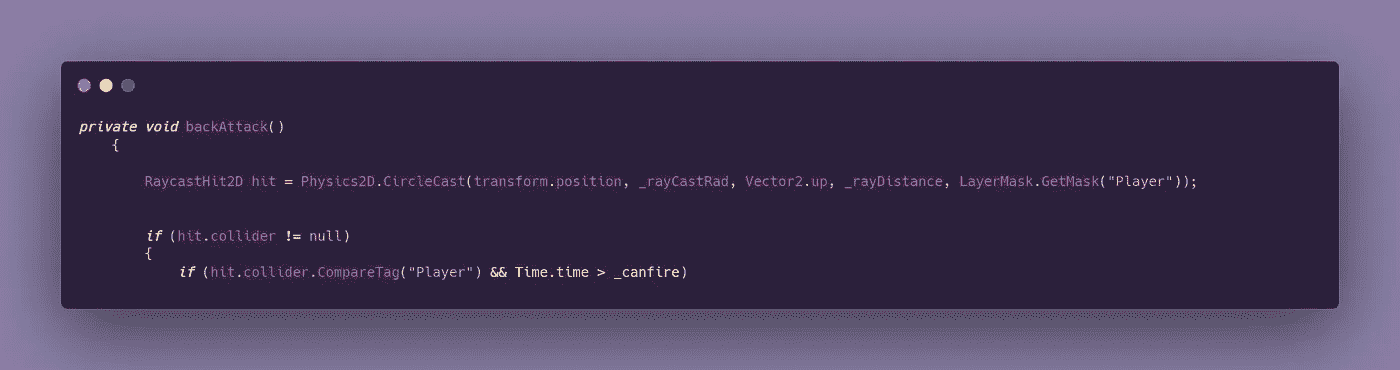 private void backAttack()
{
RaycastHit2D hit = Physics2D.CircleCast(transform.position, _rayCastRad, Vector2.up, _rayDistance, LayerMask.GetMask("Player"));
if (hit.collider != null)
{
if (hit.collider.CompareTag("Player") && Time.time > _canfire)